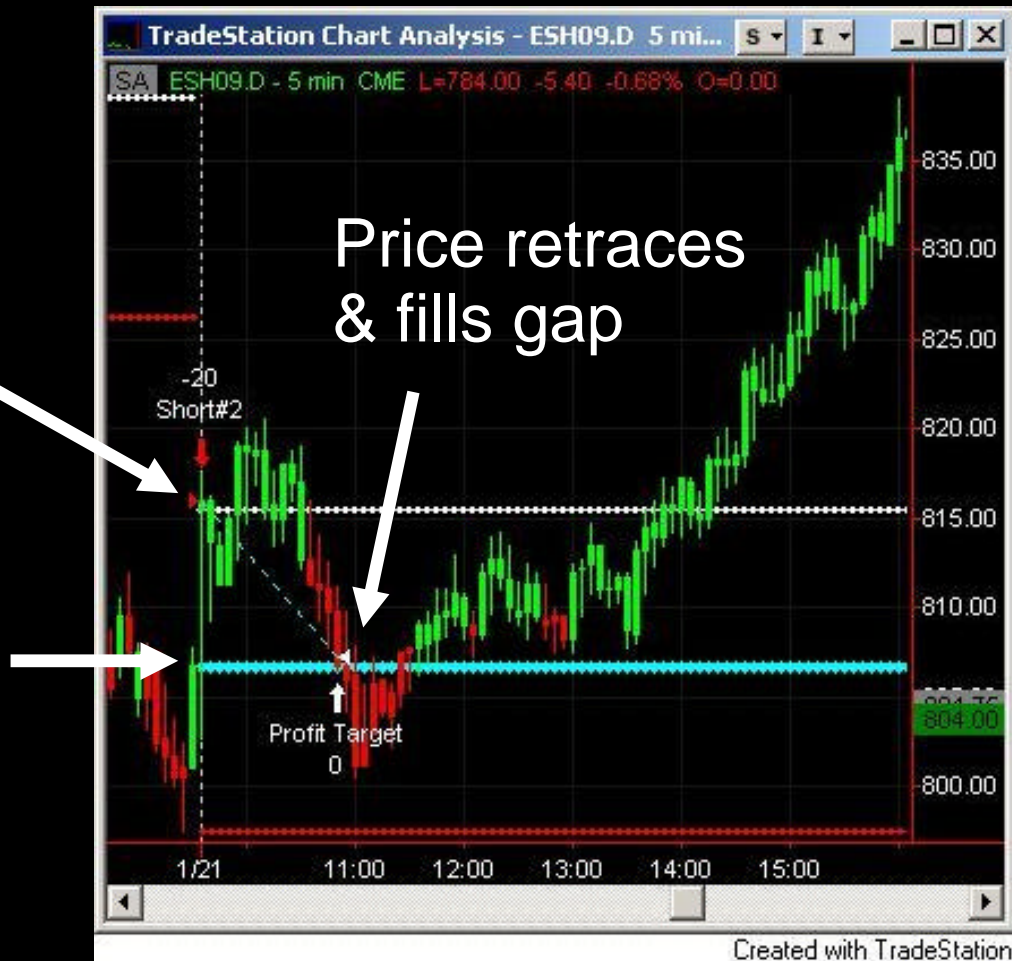 TradeStation Chart Analysis - ESH09.D 5 mi... S I
SA ESH09.D - 5 min CME L=784.00 -5.40 -0.68% O=0.00
835.00
Price retraces
& fills gap
830.00
825.00
-20
Short#2
820.00
815.00
810.00
804.00
Profit Target
0
800.00
1/21 11:00 12:00 13:00 14:00 15:00
Created with TradeStation